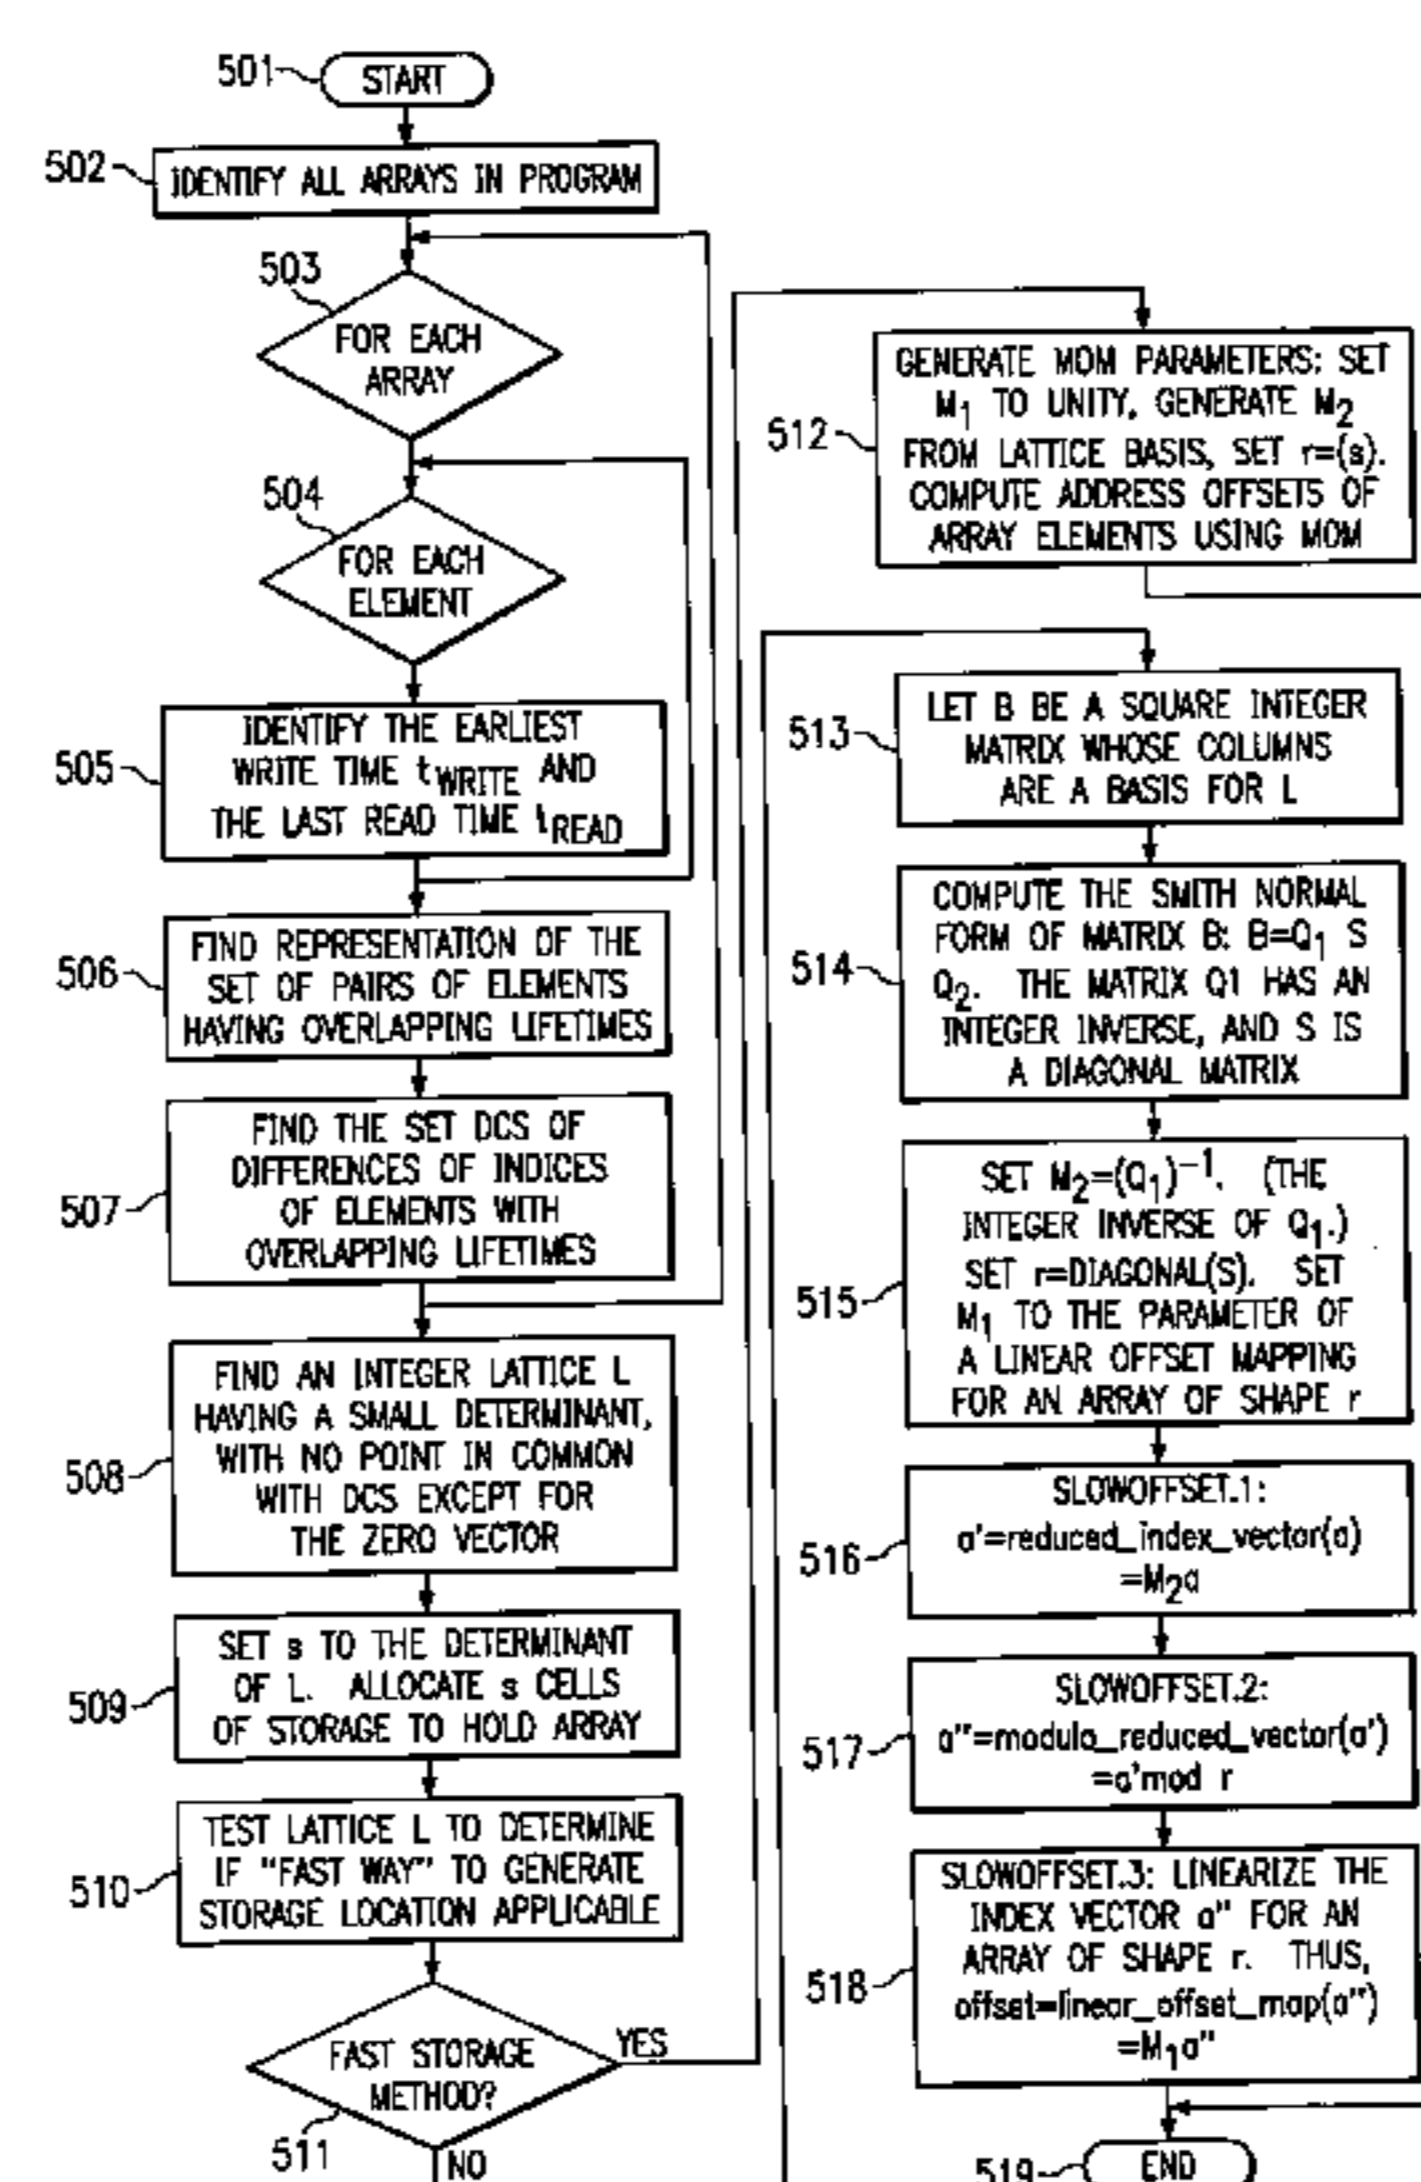 501
START
502
IDENTIFY ALL ARRAYS IN PROGRAM
503
FOR EACH
ARRAY
504
FOR EACH
ELEMENT
505
IDENTIFY THE EARLIEST
WRITE TIME tWRITE AND
THE LAST READ TIME tREAD
506
FIND REPRESENTATION OF THE
SET OF PAIRS OF ELEMENTS
HAVING OVERLAPPING LIFETIMES
507
FIND THE SET DCS OF
DIFFERENCES OF INDICES
OF ELEMENTS WITH
OVERLAPPING LIFETIMES
508
FIND AN INTEGER LATTICE L
HAVING A SMALL DETERMINANT,
WITH NO POINT IN COMMON
WITH DCS EXCEPT FOR
THE ZERO VECTOR
509
SET s TO THE DETERMINANT
OF L. ALLOCATE s CELLS
OF STORAGE TO HOLD ARRAY
510
TEST LATTICE L TO DETERMINE
IF "FAST WAY" TO GENERATE
STORAGE LOCATION APPLICABLE
FAST STORAGE
METHOD?
YES
511
NO
512
GENERATE MOM PARAMETERS: SET
M1 TO UNITY, GENERATE M2
FROM LATTICE BASIS, SET r=(s).
COMPUTE ADDRESS OFFSETS OF
ARRAY ELEMENTS USING MOM
513
LET B BE A SQUARE INTEGER
MATRIX WHOSE COLUMNS
ARE A BASIS FOR L
514
COMPUTE THE SMITH NORMAL
FORM OF MATRIX B: B=Q1 S
Q2. THE MATRIX Q1 HAS AN
INTEGER INVERSE, AND S IS
A DIAGONAL MATRIX
515
SET M2=(Q1)−1. (THE
INTEGER INVERSE OF Q1.)
SET r=DIAGONAL(S). SET
M1 TO THE PARAMETER OF
A LINEAR OFFSET MAPPING
FOR AN ARRAY OF SHAPE r
516
SLOWOFFSET.1:
a'=reduced_index_vector(a)
=M2a
517
SLOWOFFSET.2:
a"=modulo_reduced_vector(a')
=a'mod r
518
SLOWOFFSET.3: LINEARIZE THE
INDEX VECTOR a" FOR AN
ARRAY OF SHAPE r. THUS,
offset=linear_offset_map(a")
=M1a"
519
END